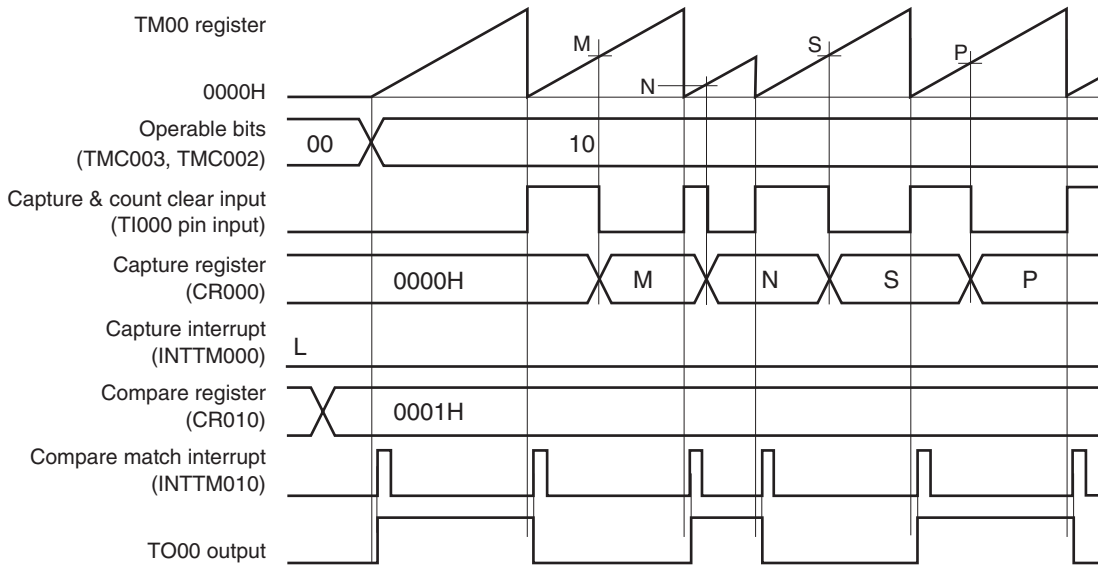 TM00 register
M
S
P
N
0000H
Operable bits
(TMC003, TMC002)
00
10
Capture & count clear input
(TI000 pin input)
Capture register
(CR000)
0000H
M
N
S
P
Capture interrupt
(INTTM000)
L
Compare register
(CR010)
0001H
Compare match interrupt
(INTTM010)
TO00 output